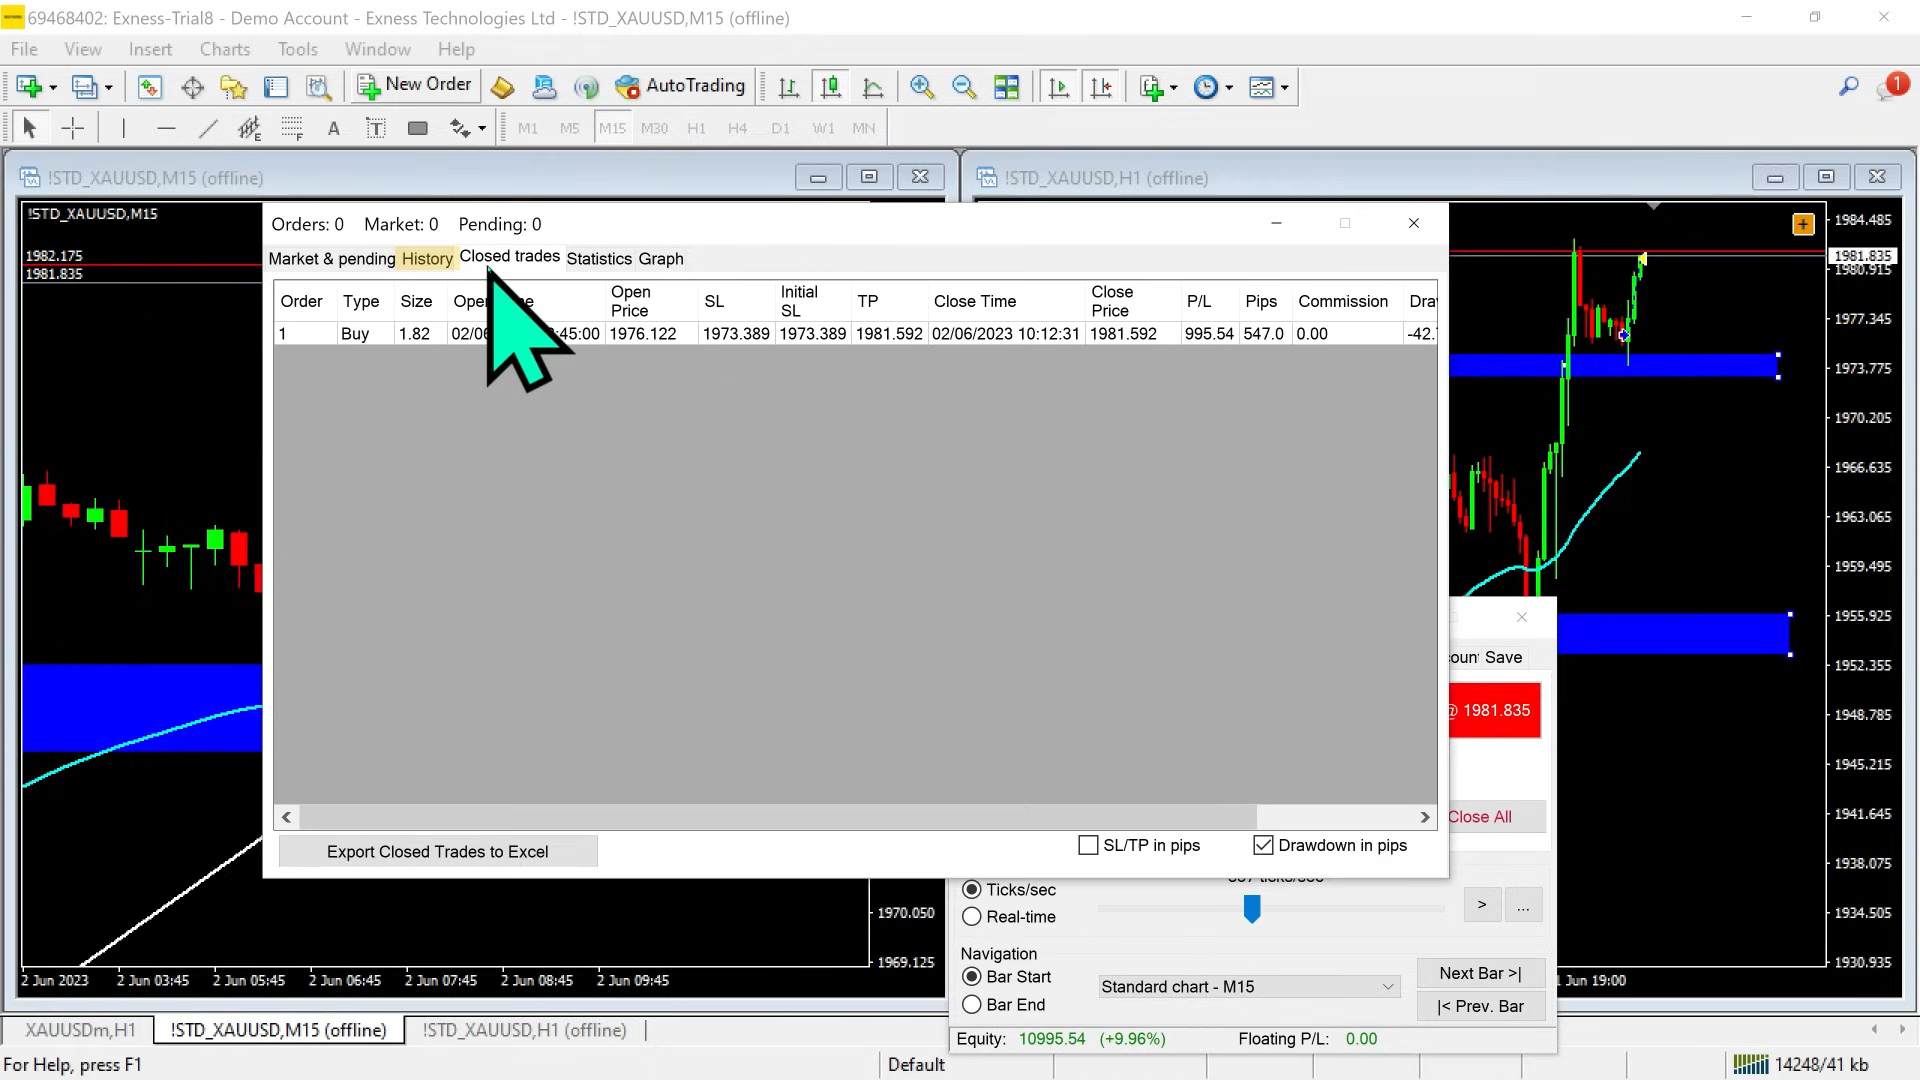 69468402: Exness-Trial8 - Demo Account - Exness Technologies Ltd - !STD_XAUUSD,M15 (offline)
File View Insert Charts Tools Window Help
New Order AutoTrading 1
A T M1 M5 M15 M30 H1 H4 D1 W1 MN
!STD_XAUUSD,M15 (offline)
!STD_XAUUSD,H1 (offline)
!STD_XAUUSD,M15
1982.175
1981.835
Orders: 0 Market: 0 Pending: 0
Market & pending History Closed trades Statistics Graph
Order Type Size Open Price SL Initial SL TP Close Time Close Price P/L Pips Commission
1 Buy 1.82 45:00 1976.122 1973.389 1973.389 1981.592 02/06/2023 10:12:31 1981.592 995.54 547.0 0.00 -42.
Export Closed Trades to Excel
SL/TP in pips
Drawdown in pips
1984.485
1981.835
1980.915
1977.345
1973.775
1970.205
1966.635
1963.065
1959.495
1955.925
1952.355
1948.785
1945.215
1941.645
1938.075
1934.505
1930.935
Save
@ 1981.835
Close All
Ticks/sec
Real-time
> ...
Navigation
Bar Start
Bar End
Standard chart - M15
Next Bar >|
|< Prev. Bar
Equity: 10995.54 (+9.96%) Floating P/L: 0.00
1970.050
1969.125
2 Jun 2023 2 Jun 03:45 2 Jun 05:45 2 Jun 06:45 2 Jun 07:45 2 Jun 08:45 2 Jun 09:45
Jun 19:00
XAUUSDm,H1 !STD_XAUUSD,M15 (offline) !STD_XAUUSD,H1 (offline)
For Help, press F1
Default
14248/41 kb